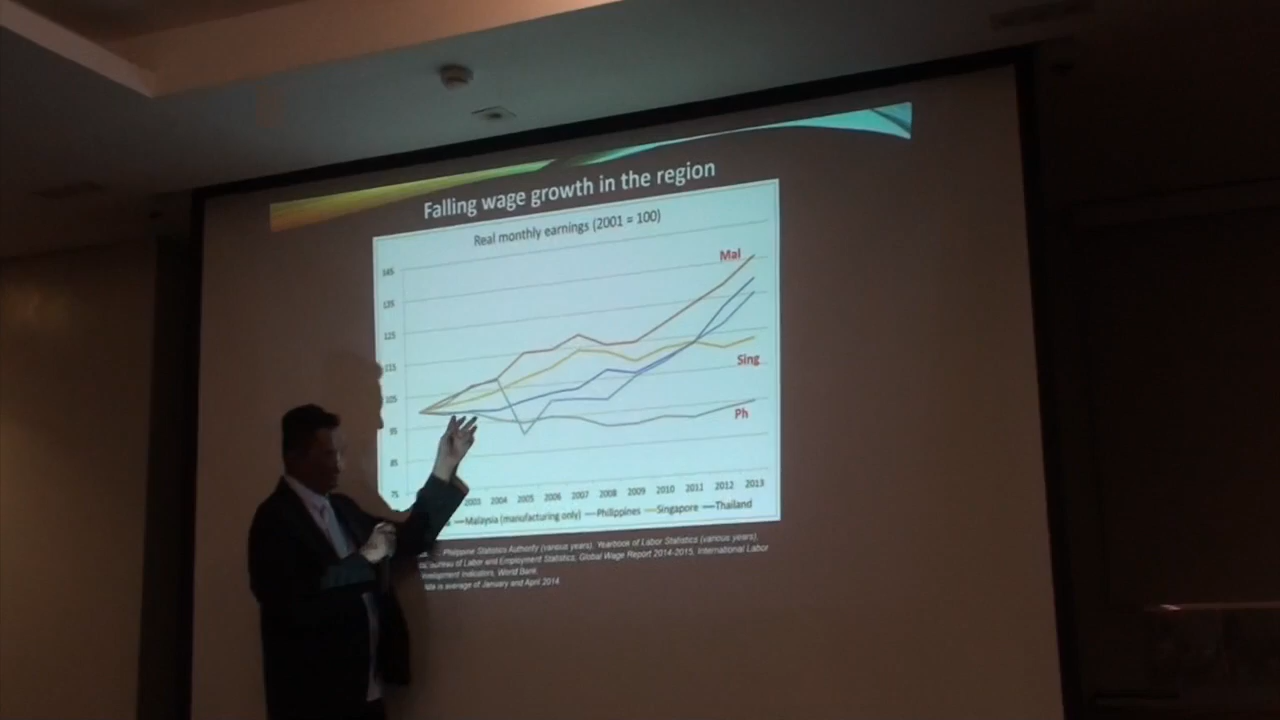 Falling wage growth in the region
Real monthly earnings (2001 = 100)
145
135
125
115
105
95
85
75
Mal
Sing
Ph
2003 2004 2005 2006 2007 2008 2009 2010 2011 2012 2013
Malaysia (manufacturing only) Philippines Singapore Thailand
Philippine Statistics Authority (various years), Yearbook of Labor Statistics (various years),
Bureau of Labor and Employment Statistics; Global Wage Report 2014-2015, International Labor
Indicators, World Bank.
is average of January and April 2014